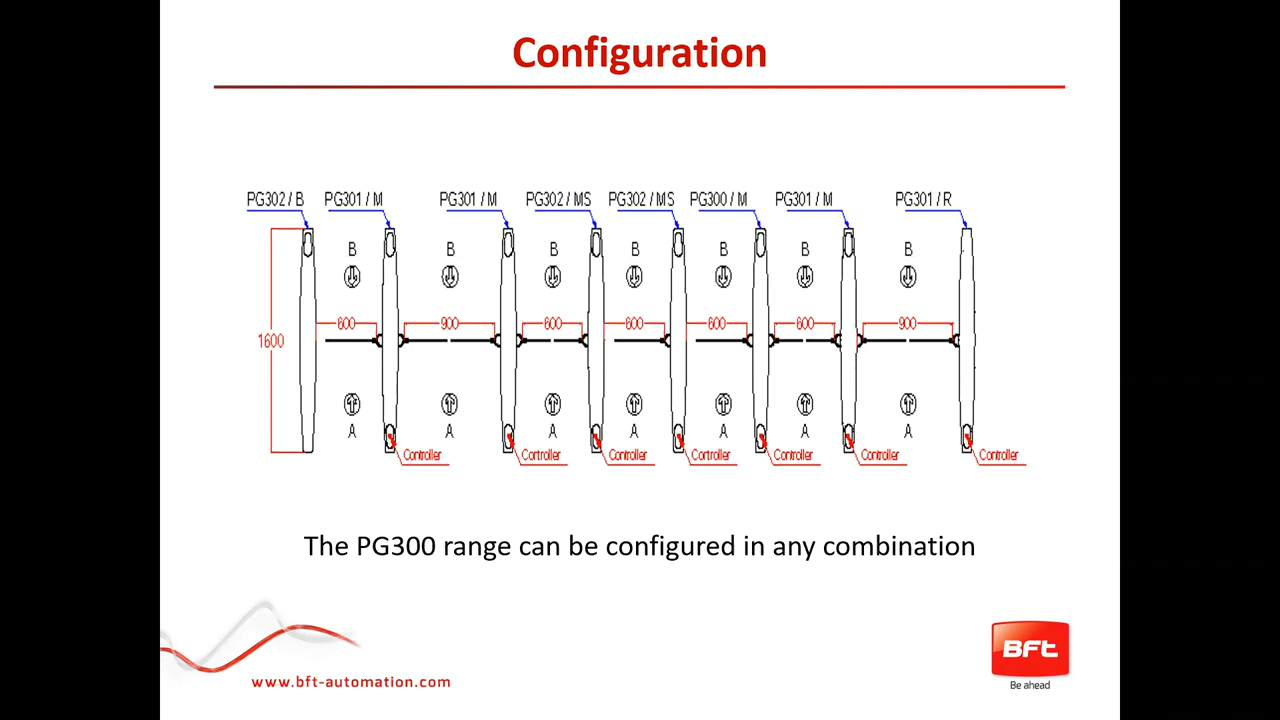 Configuration
PG302 / B PG301 / M PG301 / M PG302 / MS PG302 / MS PG300 / M PG301 / M PG301 / R
B B B B B B B
600 900 600 600 600 600 900
1600
A A A A A A A
Controller Controller Controller Controller Controller Controller Controller
The PG300 range can be configured in any combination
BFt
www.bft-automation.com
Be ahead